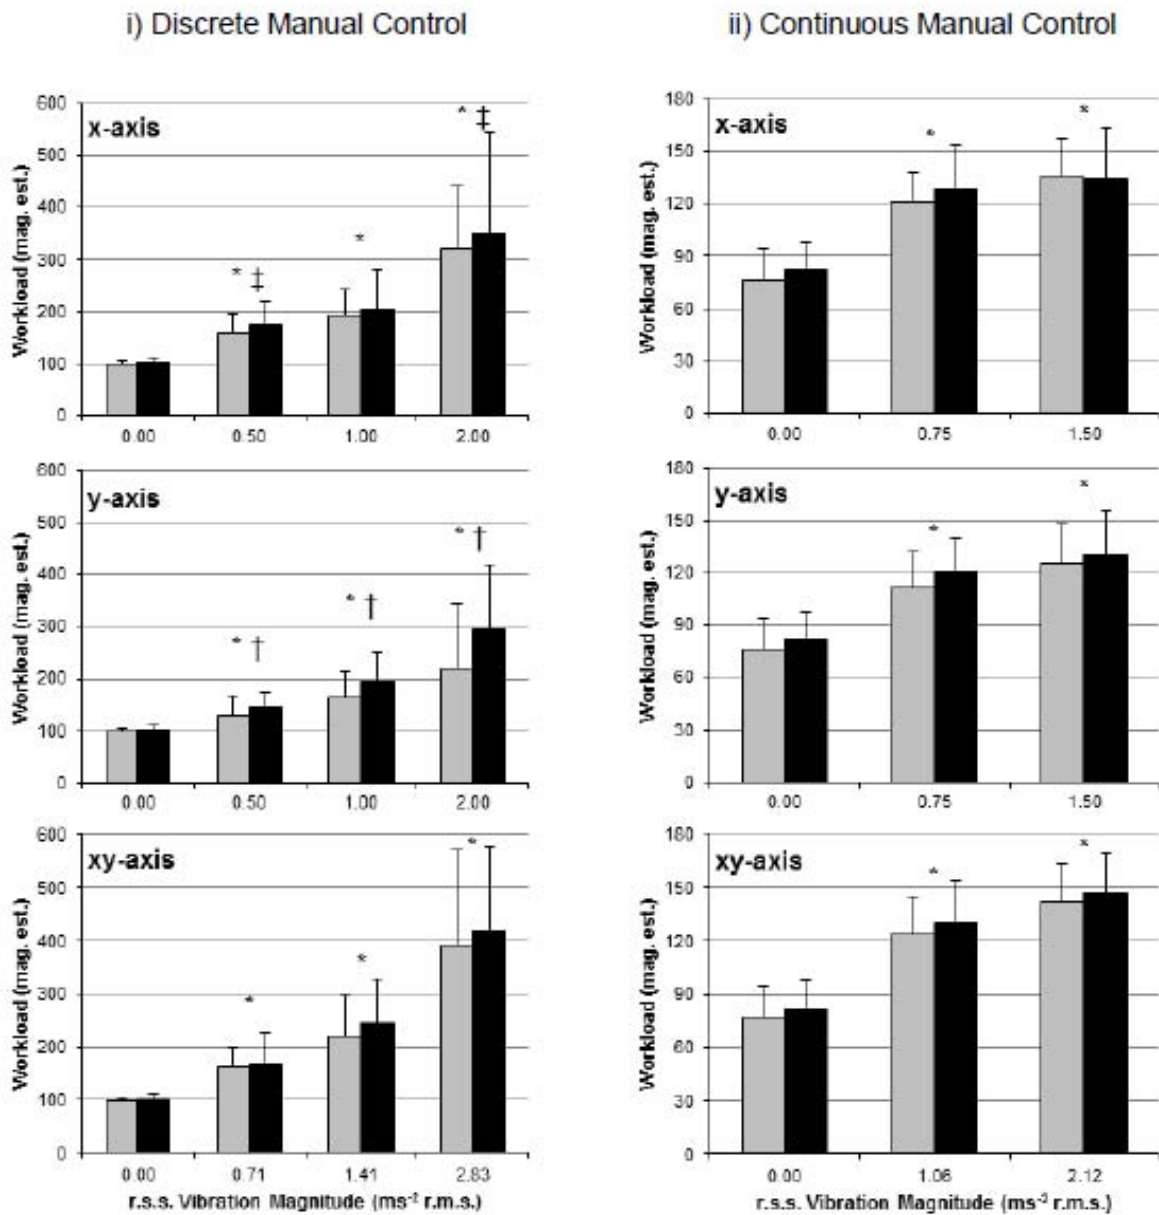 i) Discrete Manual Control
ii) Continuous Manual Control
600
500
400
300
200
100
0
x-axis
Workload (mag. est.)
* ‡
*
* ‡
0.00 0.50 1.00 2.00
180
150
120
90
60
30
0
x-axis
Workload (mag. est.)
*
*
0.00 0.75 1.50
600
500
400
300
200
100
0
y-axis
Workload (mag. est.)
* †
* †
* †
0.00 0.50 1.00 2.00
180
150
120
90
60
30
0
y-axis
Workload (mag. est.)
*
*
0.00 0.75 1.50
600
500
400
300
200
100
0
xy-axis
Workload (mag. est.)
*
*
*
0.00 0.71 1.41 2.83
r.s.s. Vibration Magnitude (ms⁻² r.m.s.)
180
150
120
90
60
30
0
xy-axis
Workload (mag. est.)
*
*
0.00 1.06 2.12
r.s.s. Vibration Magnitude (ms⁻² r.m.s.)